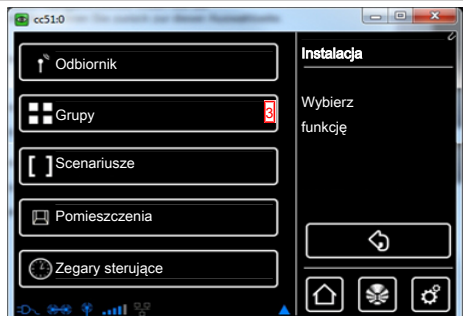 cc51:0
Odbiornik
Grupy
3
Scenariusze
Pomieszczenia
Zegary sterujące
Instalacja
Wybierz
funkcję